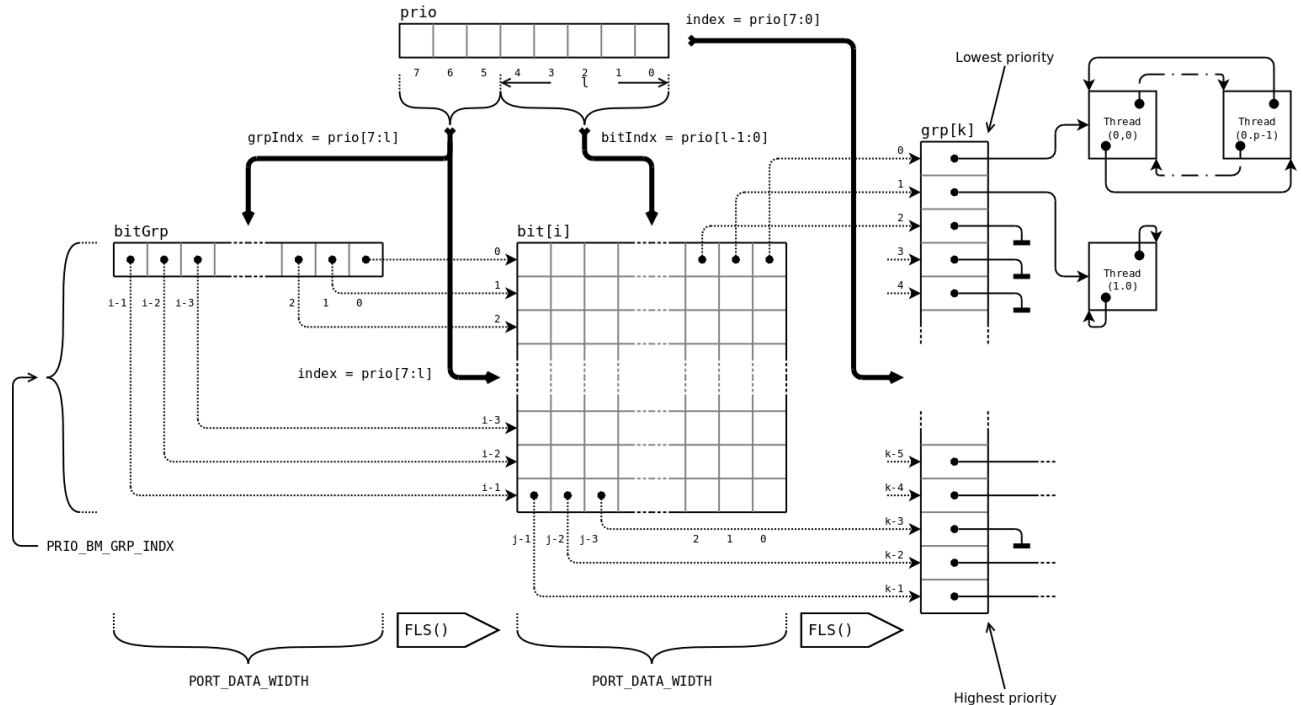 prio
index = prio[7:0]
7 6 5 4 3 2 1 0
l
Lowest priority
grpIndx = prio[7:l]
bitIndx = prio[l-1:0]
grp[k]
Thread
(0,0)
Thread
(0.p-1)
0
1
2
3
4
Thread
(1.0)
bitGrp
i-1 i-2 i-3 2 1 0
bit[i]
0
1
2
index = prio[7:l]
i-3
i-2
i-1
j-1 j-2 j-3 2 1 0
k-5
k-4
k-3
k-2
k-1
PRIO_BM_GRP_INDX
FLS()
FLS()
PORT_DATA_WIDTH
PORT_DATA_WIDTH
Highest priority